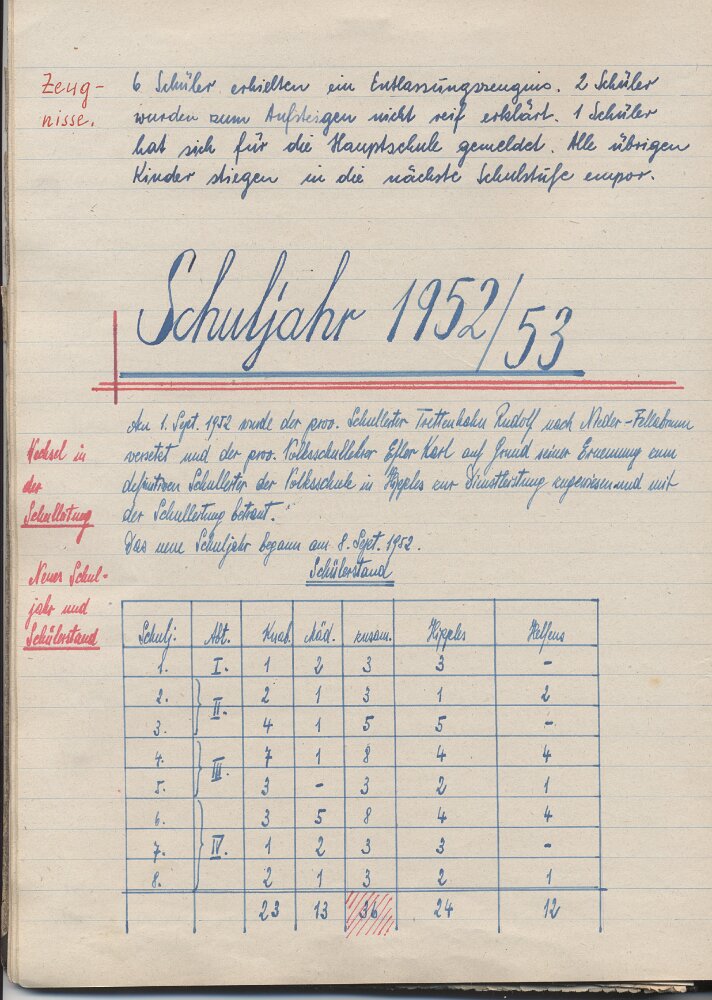 Zeug-
nisse.
6 Schüler erhielten ein Entlassungszeugnis. 2 Schüler
wurden zum Aufsteigen nicht reif erklärt. 1 Schüler
hat sich für die Hauptschule gemeldet. Alle übrigen
Kinder stiegen in die nächste Schulstufe empor.
Schuljahr 1952/53
Wechsel in
der
Schulleitung
Am 1. Sept. 1952 wurde der prov. Schulleiter Trettenhahn Rudolf nach Nieder-Fellabrunn
versetzt und der prov. Volksschullehrer Efler Karl auf Grund seiner Ernennung zum
definitiven Schulleiter der Volksschule in Hipples zur Dienstleistung zugewiesen und mit
der Schulleitung betraut.
Das neue Schuljahr begann am 8. Sept. 1952.
Neues Schul-
jahr und
Schülerstand
Schülerstand
Schulj. Abt. Knab. Mäd. zusam. Hipples Helfens
1. I. 1 2 3 3 -
2. II. 2 1 3 1 2
3. 4 1 5 5 -
4. III. 7 1 8 4 4
5. 3 - 3 2 1
6. IV. 3 5 8 4 4
7. 1 2 3 3 -
8. 2 1 3 2 1
23 13 36 24 12